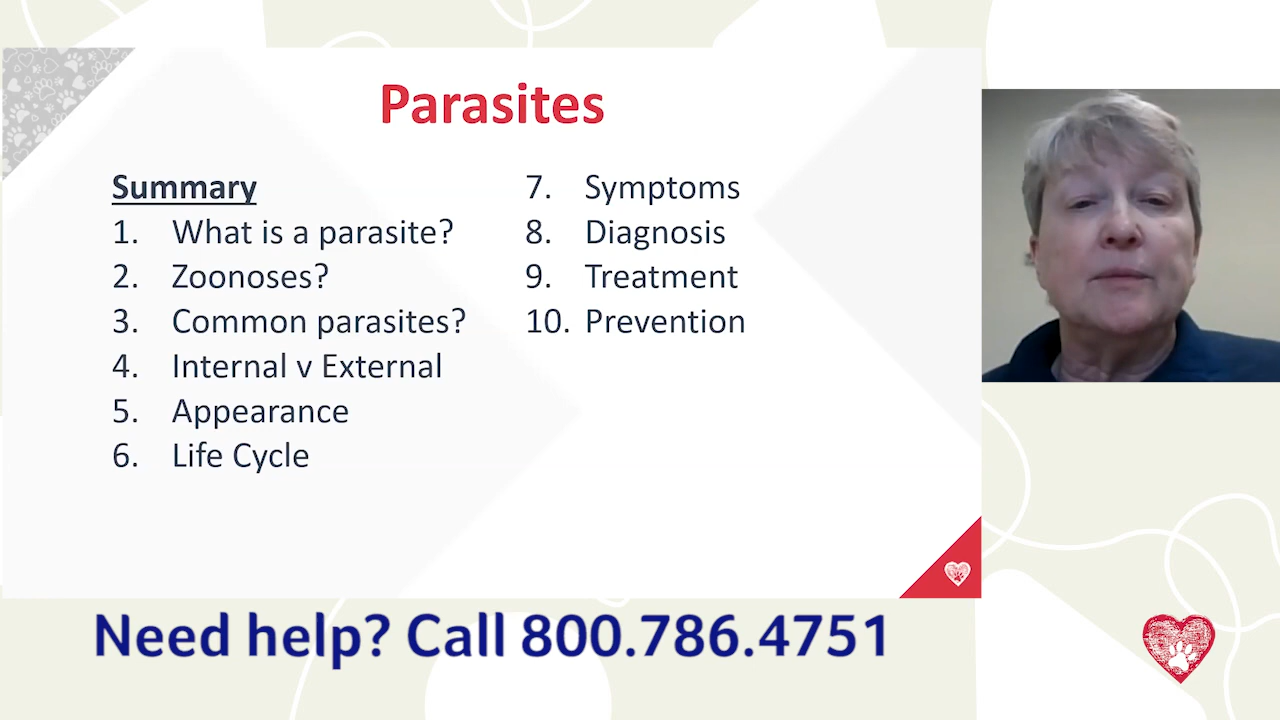 Parasites
Summary
1. What is a parasite?
2. Zoonoses?
3. Common parasites?
4. Internal v External
5. Appearance
6. Life Cycle
7. Symptoms
8. Diagnosis
9. Treatment
10. Prevention
Need help? Call 800.786.4751